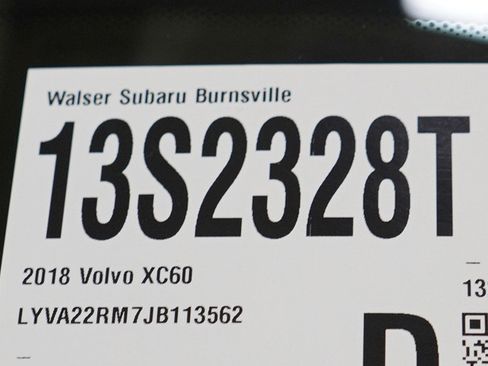 Walser Subaru Burnsville
13S2328T
2018 Volvo XC60
LYVA22RM7JB113562
13